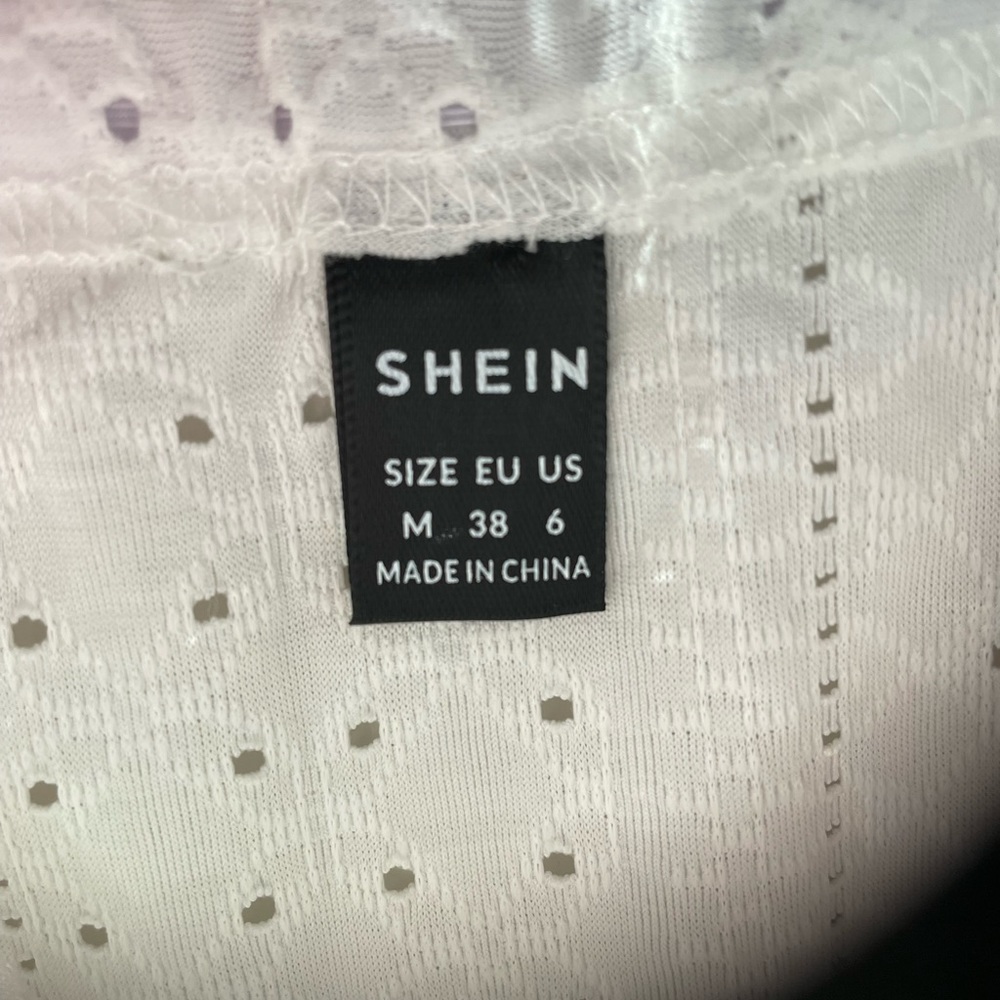 SHEIN
SIZE EU US
M 38 6
MADE IN CHINA